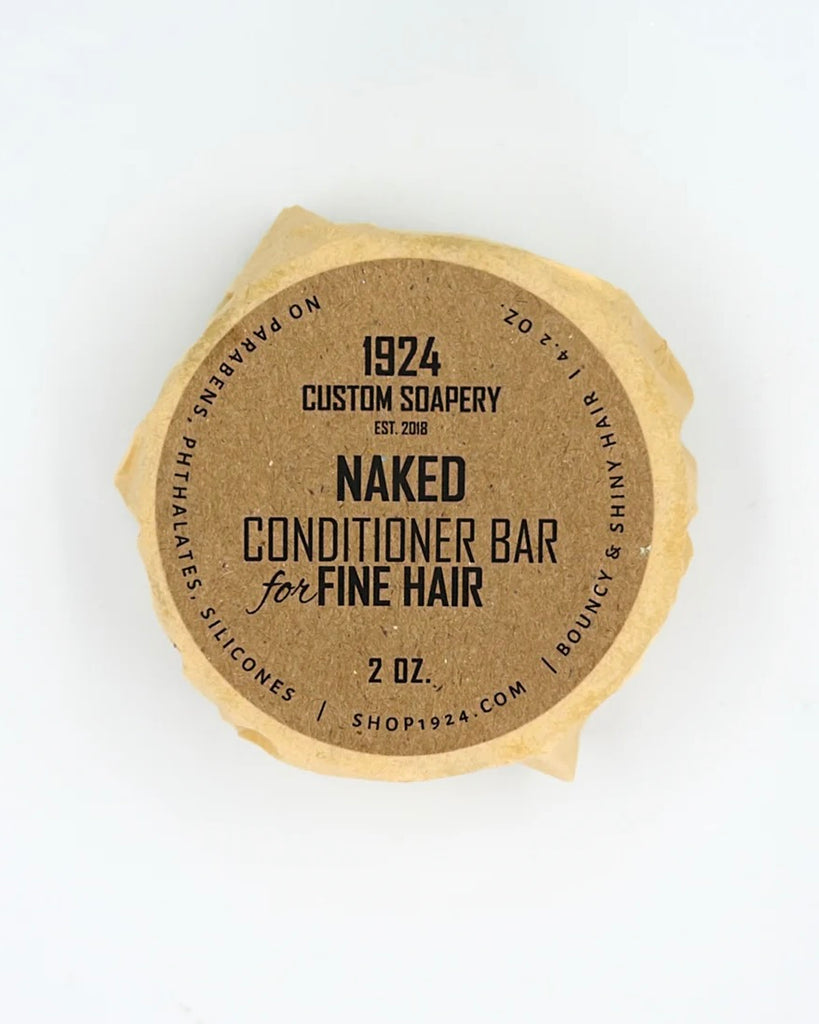 1924
CUSTOM SOAPERY
EST. 2018
NAKED
CONDITIONER BAR
for FINE HAIR
2 OZ.
NO PARABENS, PHTHALATES, SILICONES | SHOP1924.COM | BOUNCY & SHINY HAIR | 4.2 OZ.